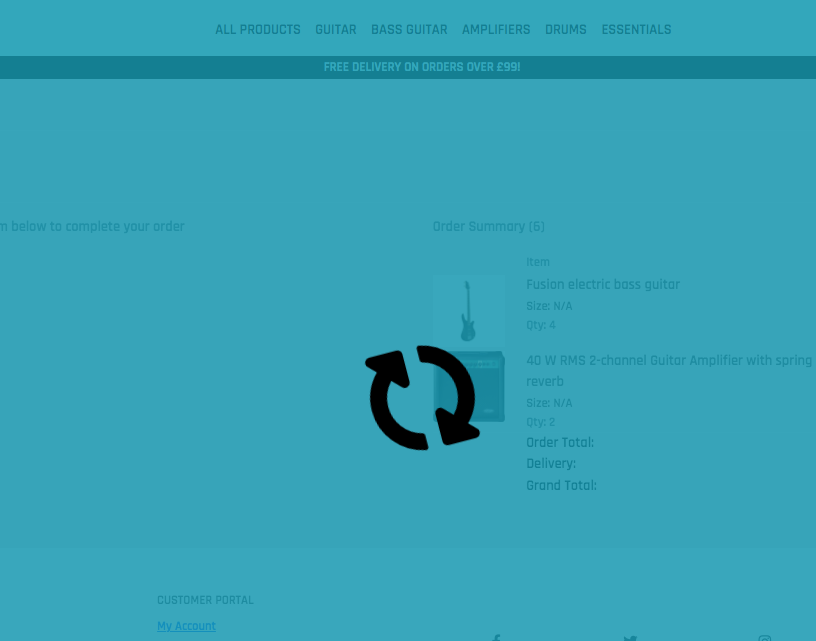 ALL PRODUCTS GUITAR BASS GUITAR AMPLIFIERS DRUMS ESSENTIALS
FREE DELIVERY ON ORDERS OVER £99!
m below to complete your order
Order Summary (6)
Item
Fusion electric bass guitar
Size: N/A
Qty: 4
40 W RMS 2-channel Guitar Amplifier with spring
reverb
Size: N/A
Qty: 2
Order Total:
Delivery:
Grand Total:
CUSTOMER PORTAL
My Account